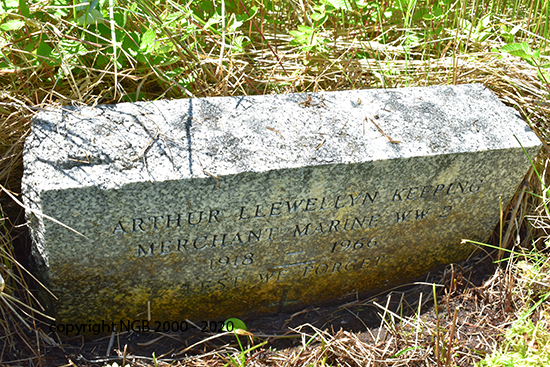 ARTHUR LLEWELLYN KEEPING
MERCHANT MARINE WW 2
1918 — 1966
LEST WE FORGET
copyright NGB 2000 - 2020